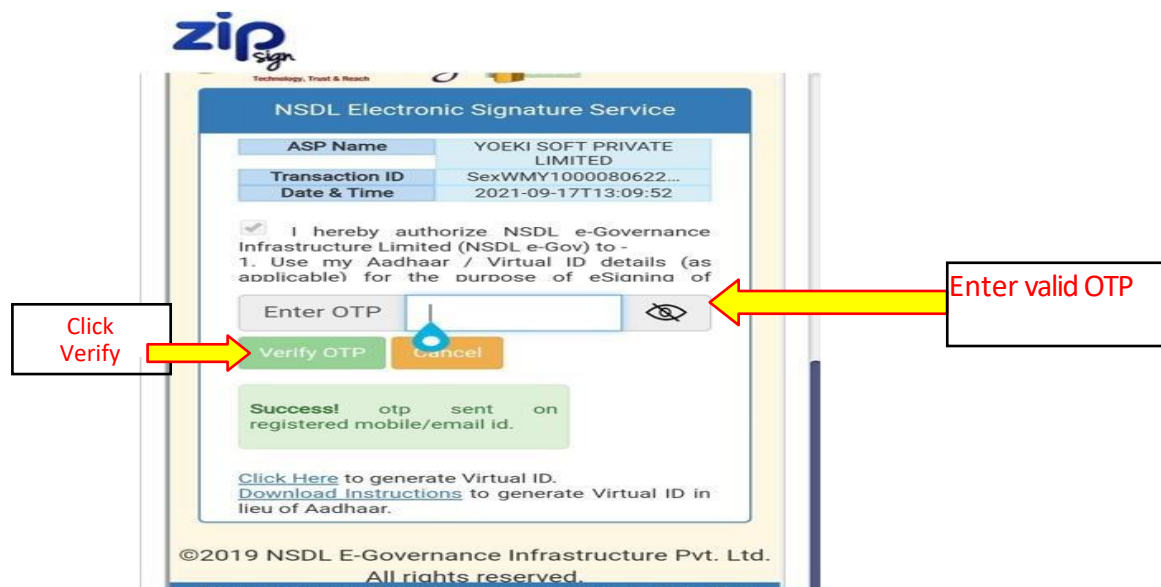 zip
sign
Technology, Trust & Reach
NSDL Electronic Signature Service
ASP Name YOEKI SOFT PRIVATE
LIMITED
Transaction ID SexWMY1000080622...
Date & Time 2021-09-17T13:09:52
I hereby authorize NSDL e-Governance
Infrastructure Limited (NSDL e-Gov) to -
1. Use my Aadhaar / Virtual ID details (as
applicable) for the purpose of eSigning of
Enter OTP
Enter valid OTP
Click
Verify
Verify OTP Cancel
Success! otp sent on
registered mobile/email id.
Click Here to generate Virtual ID.
Download Instructions to generate Virtual ID in
lieu of Aadhaar.
©2019 NSDL E-Governance Infrastructure Pvt. Ltd.
All rights reserved.